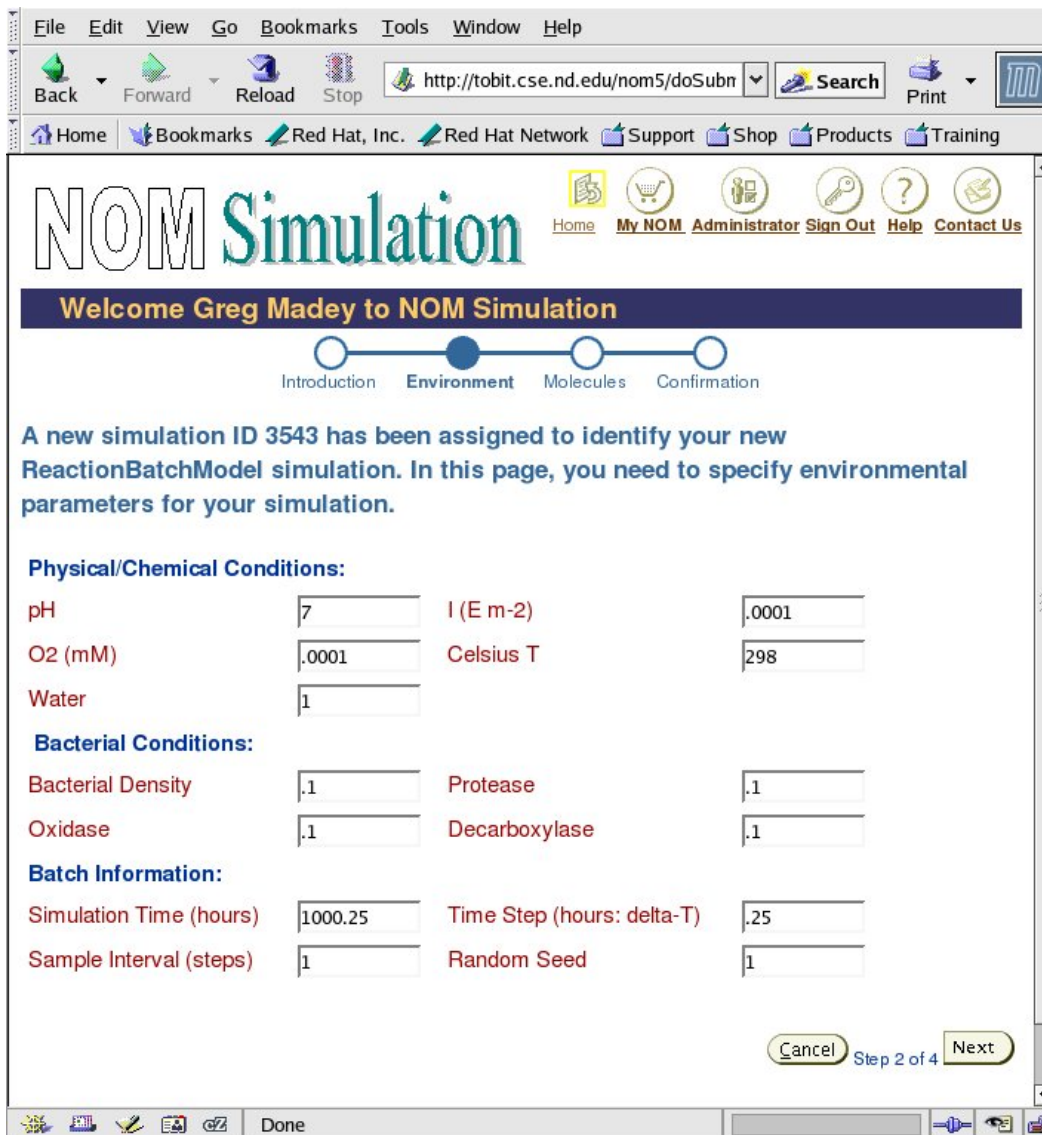 File Edit View Go Bookmarks Tools Window Help
Back Forward Reload Stop http://tobit.cse.nd.edu/nom5/doSubm Search Print
Home Bookmarks Red Hat, Inc. Red Hat Network Support Shop Products Training
NOM Simulation
Home My NOM Administrator Sign Out Help Contact Us
Welcome Greg Madey to NOM Simulation
Introduction Environment Molecules Confirmation
A new simulation ID 3543 has been assigned to identify your new
ReactionBatchModel simulation. In this page, you need to specify environmental
parameters for your simulation.
Physical/Chemical Conditions:
pH 7 I (E m-2) .0001
O2 (mM) .0001 Celsius T 298
Water 1
Bacterial Conditions:
Bacterial Density .1 Protease .1
Oxidase .1 Decarboxylase .1
Batch Information:
Simulation Time (hours) 1000.25 Time Step (hours: delta-T) .25
Sample Interval (steps) 1 Random Seed 1
Cancel Step 2 of 4 Next
Done